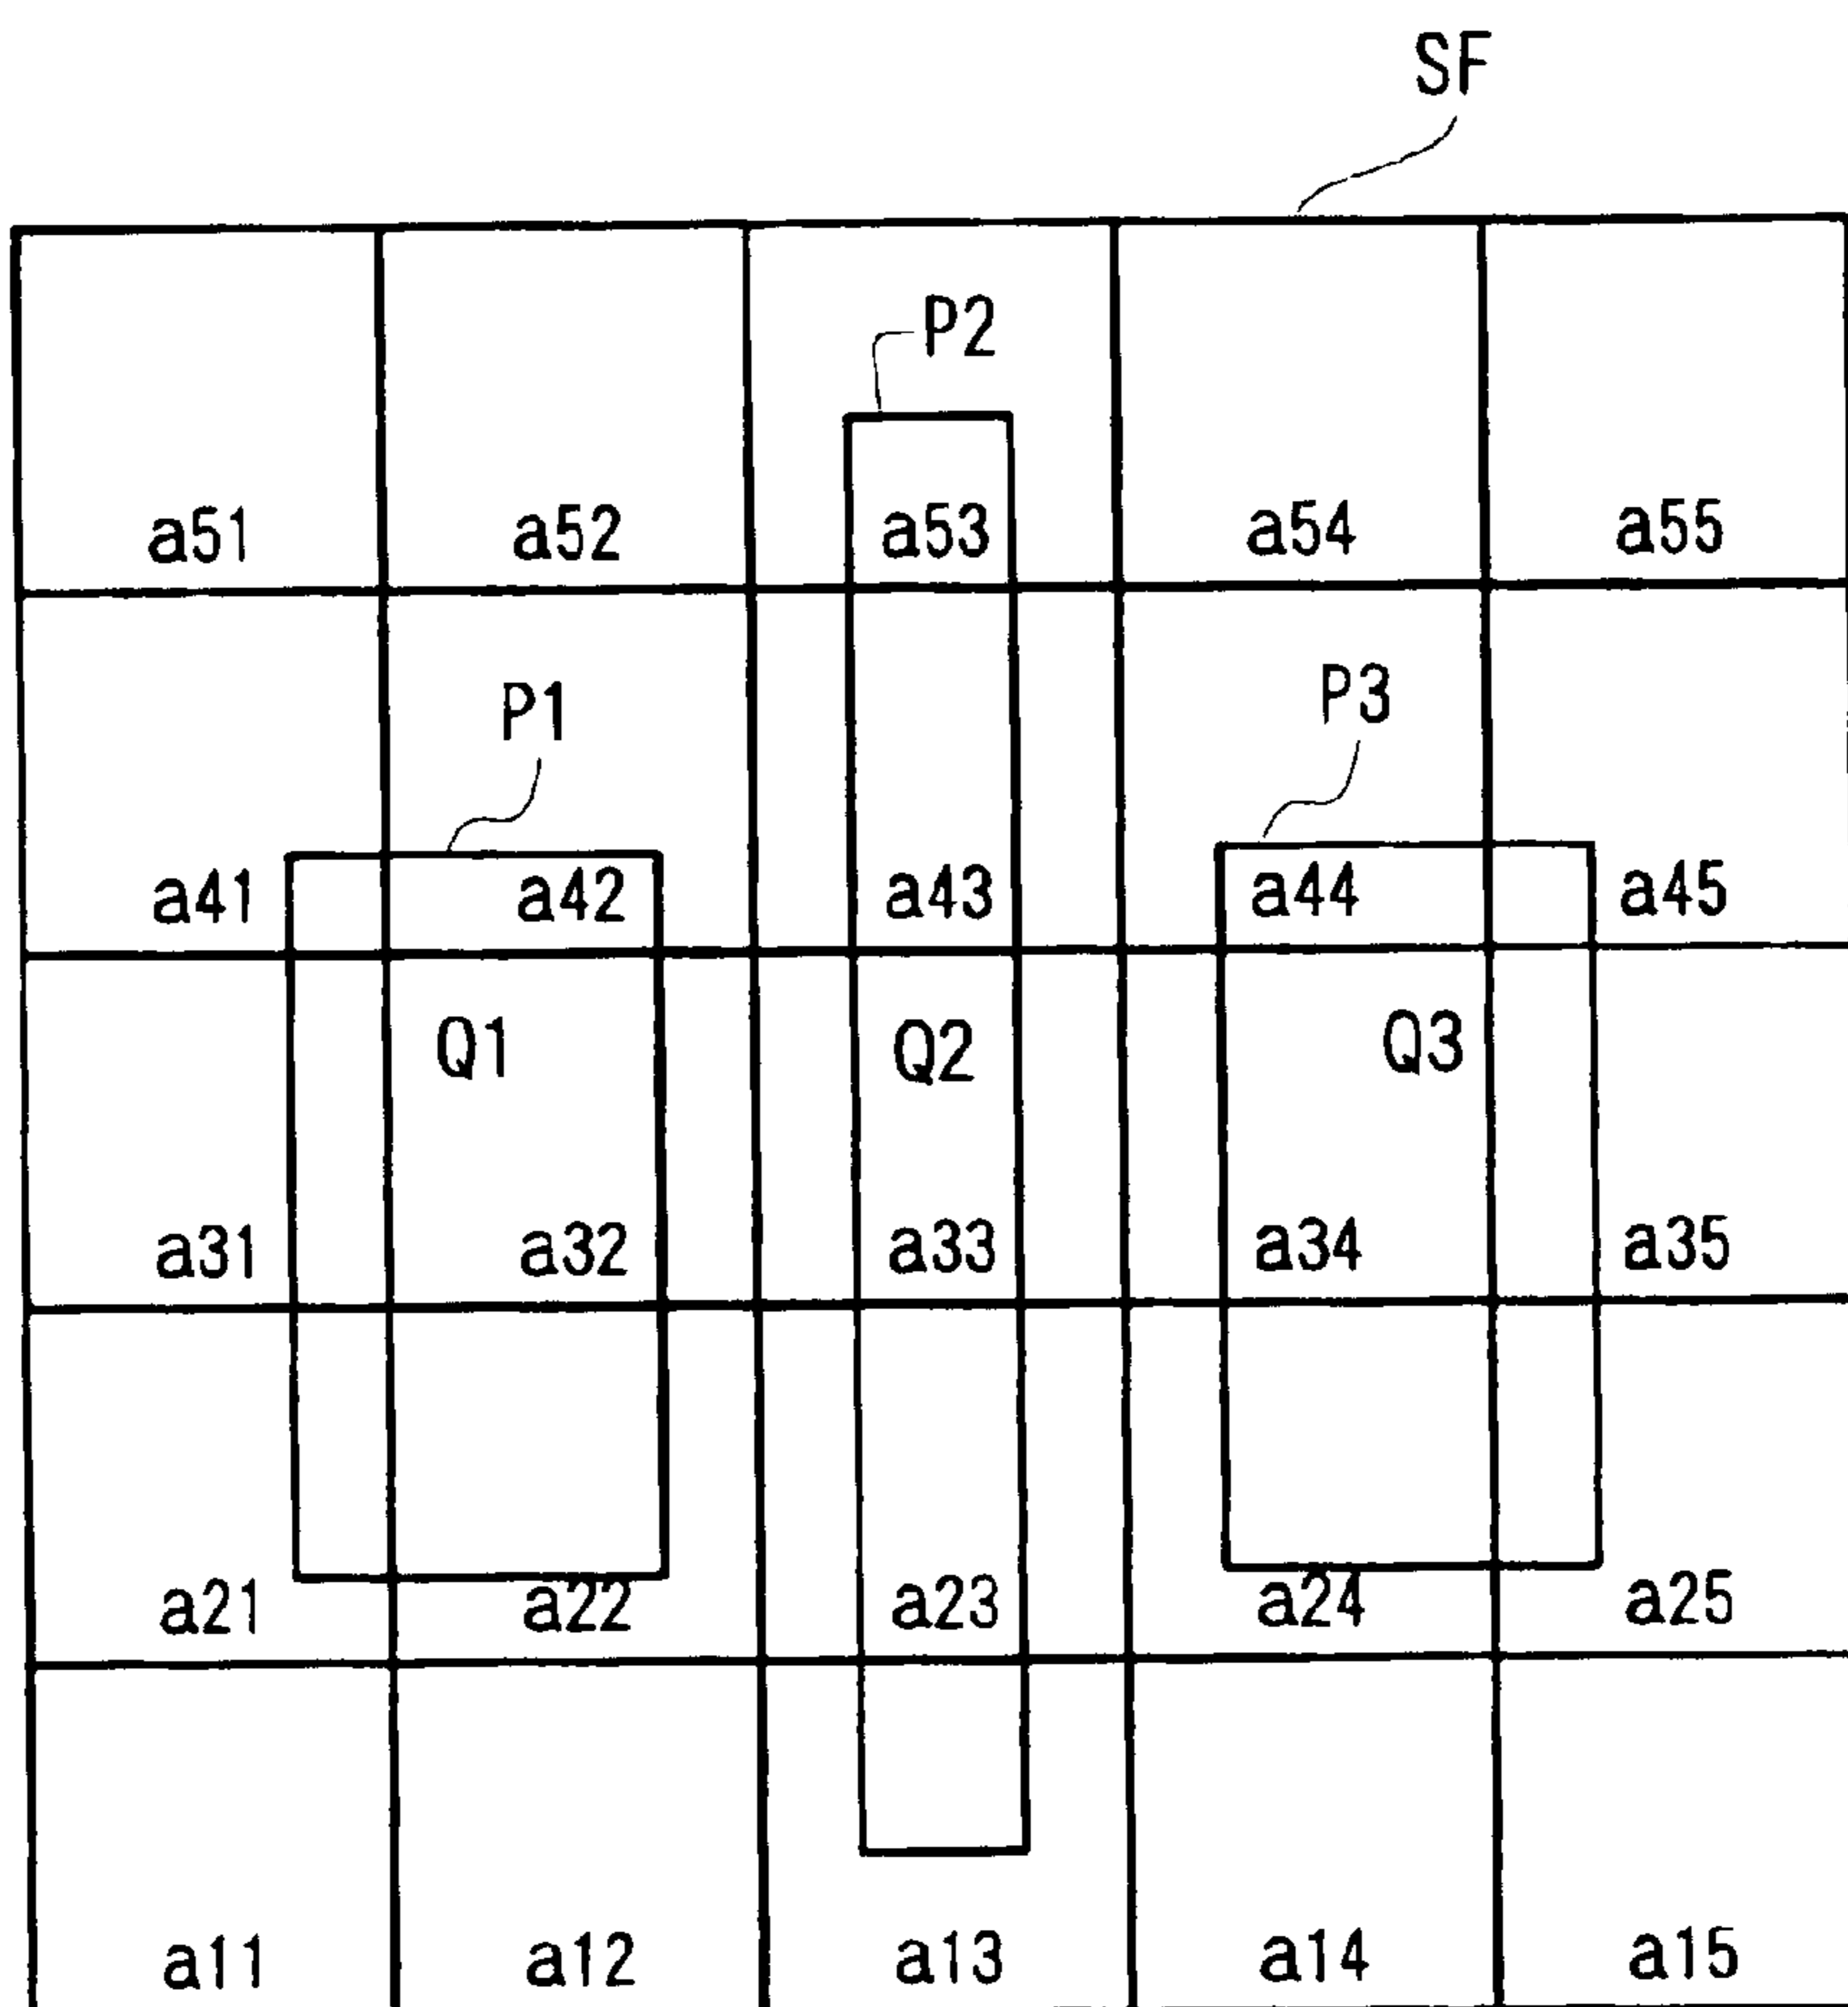 SF
P2
a51 a52 a53 a54 a55
P1 P3
a41 a42 a43 a44 a45
Q1 Q2 Q3
a31 a32 a33 a34 a35
a21 a22 a23 a24 a25
a11 a12 a13 a14 a15